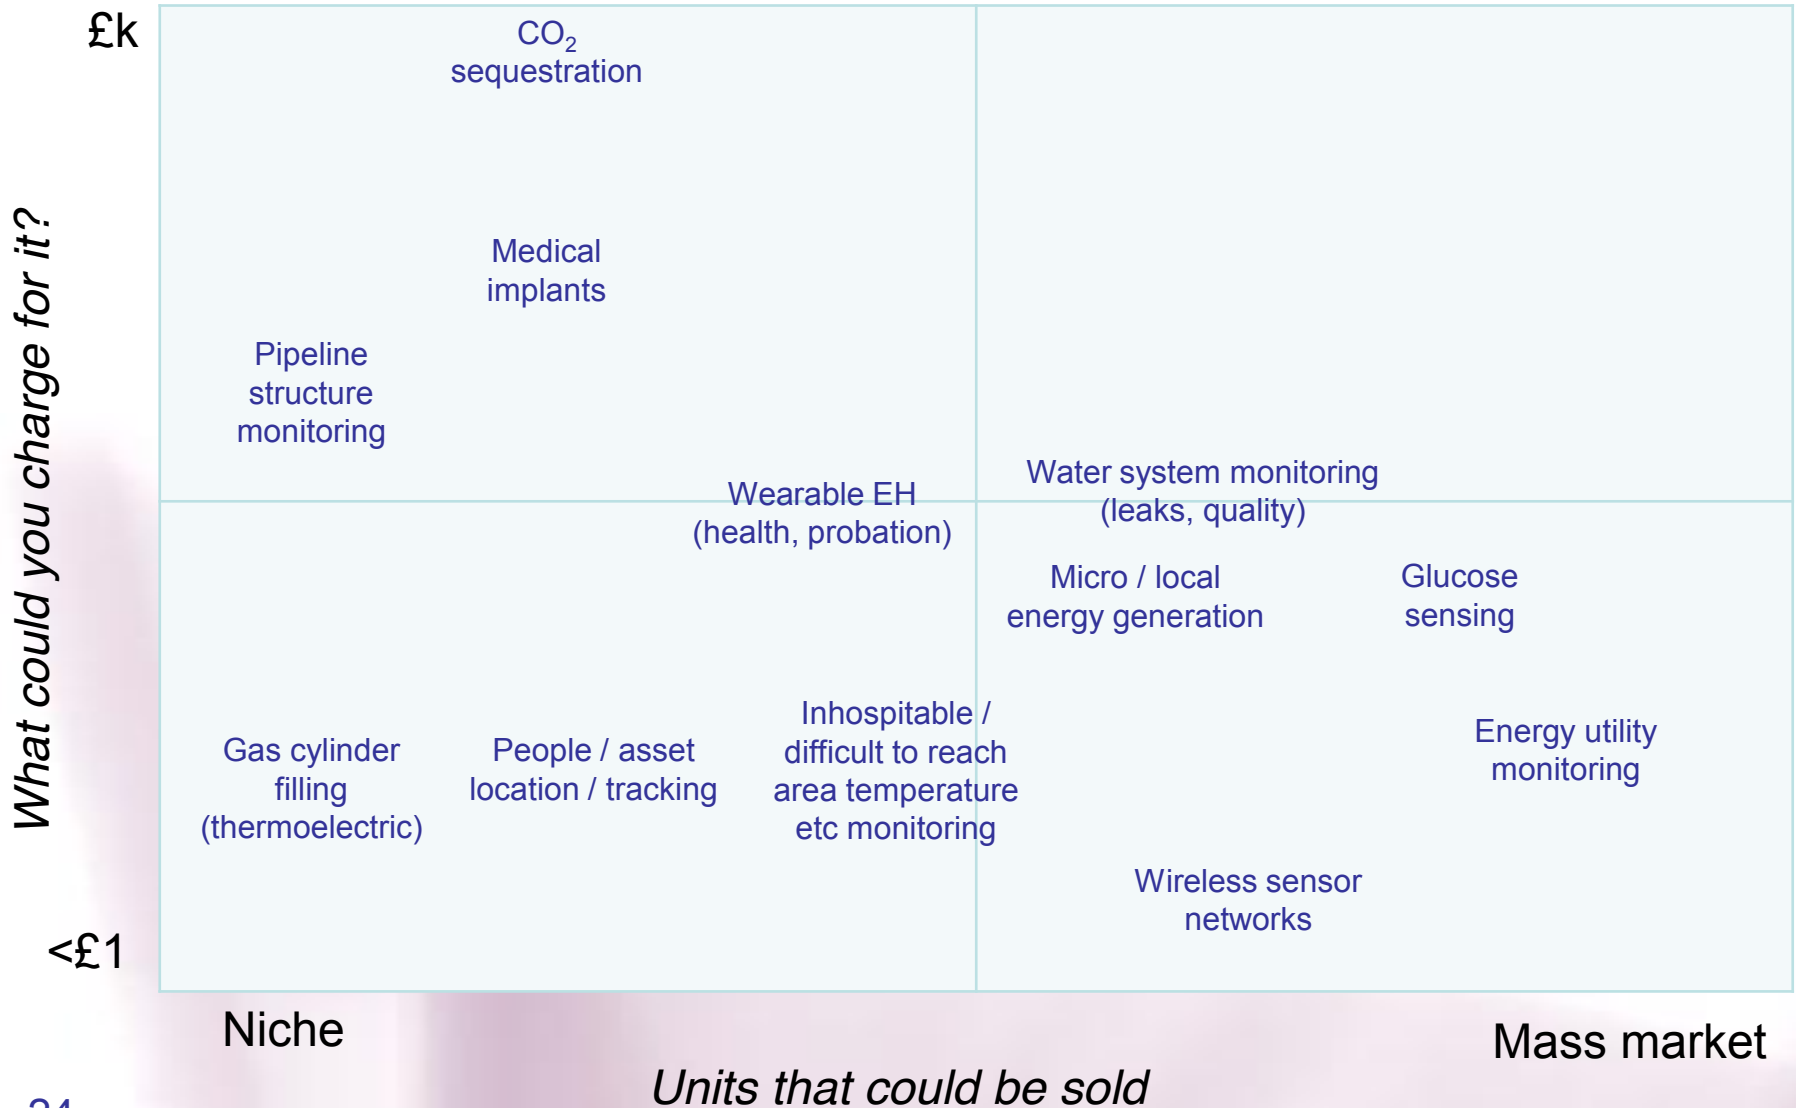 £k
CO₂
sequestration
Medical
implants
Pipeline
structure
monitoring
Wearable EH
(health, probation)
Water system monitoring
(leaks, quality)
Micro / local
energy generation
Glucose
sensing
Gas cylinder
filling
(thermoelectric)
People / asset
location / tracking
Inhospitable /
difficult to reach
area temperature
etc monitoring
Energy utility
monitoring
Wireless sensor
networks
What could you charge for it?
<£1
Niche
Mass market
Units that could be sold
24